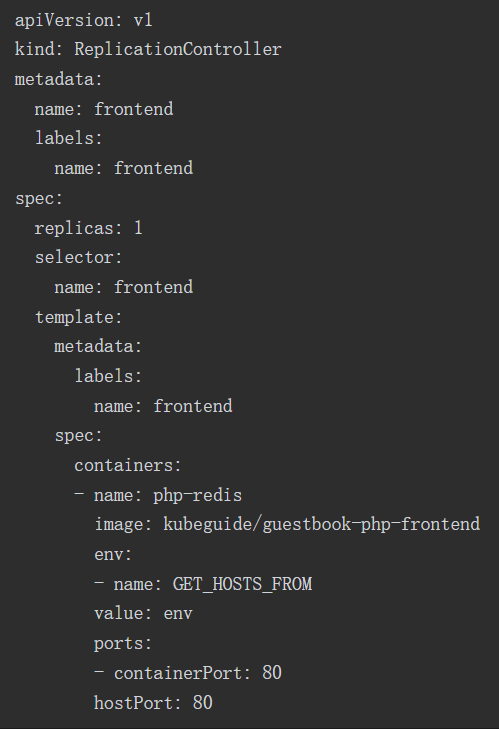 apiVersion: v1
kind: ReplicationController
metadata:
  name: frontend
  labels:
    name: frontend
spec:
  replicas: 1
  selector:
    name: frontend
  template:
    metadata:
      labels:
        name: frontend
    spec:
      containers:
      - name: php-redis
        image: kubeguide/guestbook-php-frontend
        env:
        - name: GET_HOSTS_FROM
        value: env
        ports:
        - containerPort: 80
        hostPort: 80